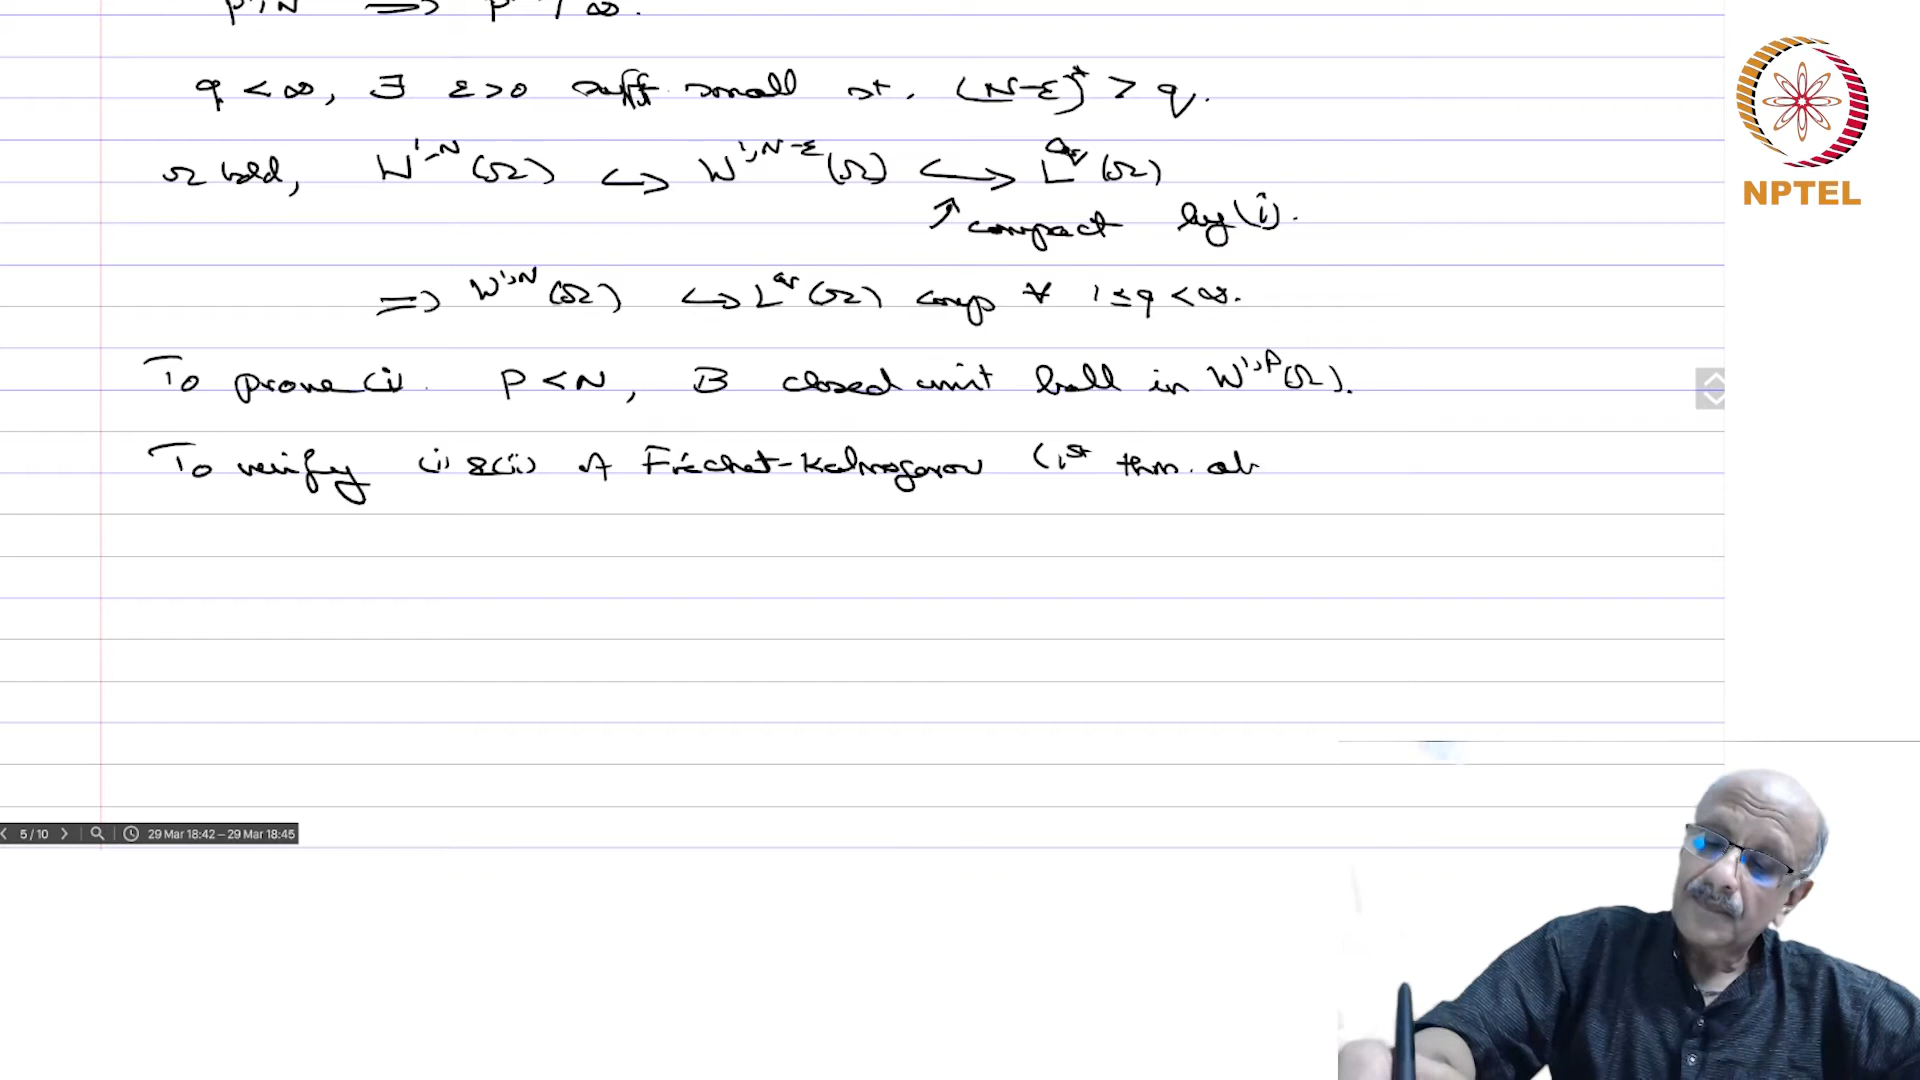 q < ∞, ∃ ε>0 suff. small s.t. (N-ε)* > q.
Ω bdd, W^{1,N}(Ω) ↪ W^{1,N-ε}(Ω) ↪ L^q(Ω)
↗ compact by (i).
⇒ W^{1,N}(Ω) ↪ L^q(Ω) comp ∀ 1 ≤ q < ∞.
To prove (i). P < N, B closed unit ball in W^{1,P}(Ω).
To verify (i) & (ii) of Fréchet-Kolmogorov (1st thm. ab
NPTEL
5 / 10
29 Mar 18:42 – 29 Mar 18:45